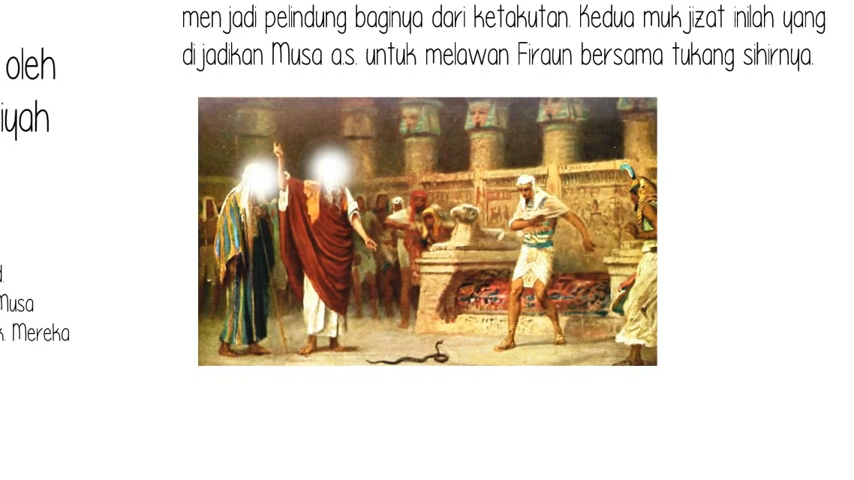 menjadi pelindung baginya dari ketakutan. Kedua mukjizat inilah yang
dijadikan Musa a.s. untuk melawan Firaun bersama tukang sihirnya.
oleh
iyah
d.
Musa
k. Mereka